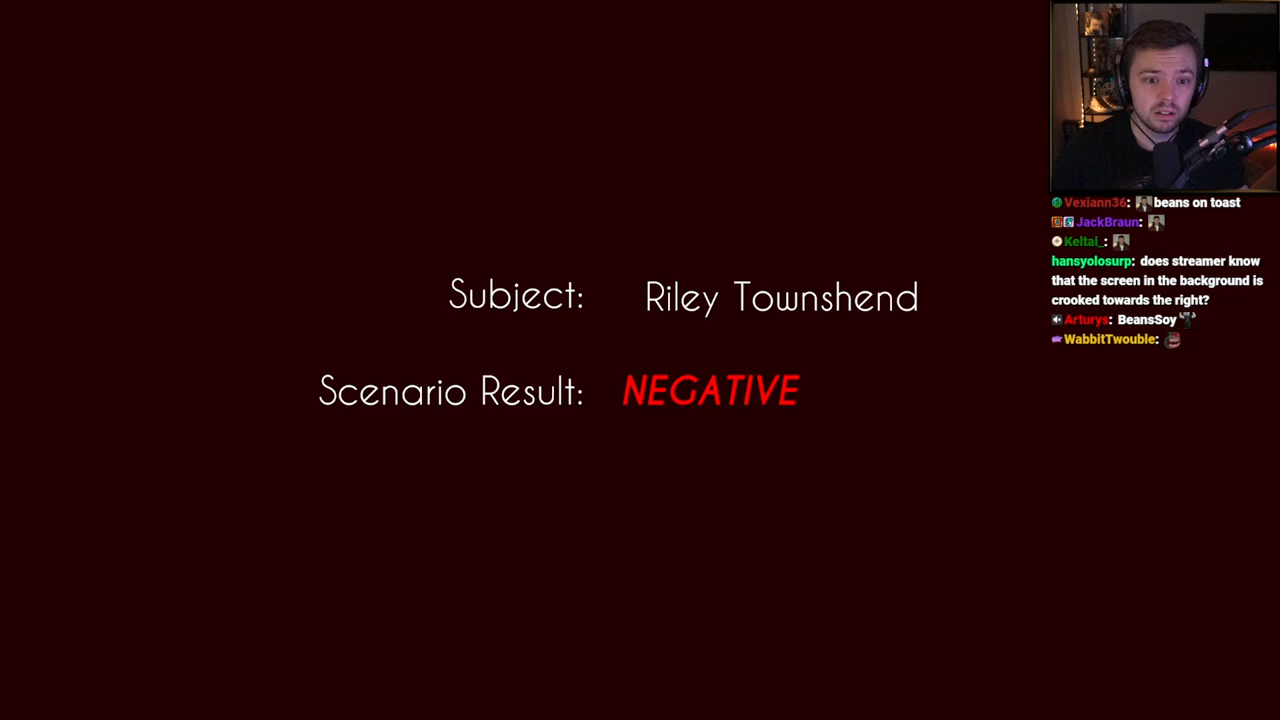 Subject: Riley Townshend
Scenario Result: NEGATIVE
Vexiann36: beans on toast
JackBraun:
Keltai_:
hansyolosurp: does streamer know
that the screen in the background is
crooked towards the right?
Arturys: BeansSoy
WabbitTwouble: